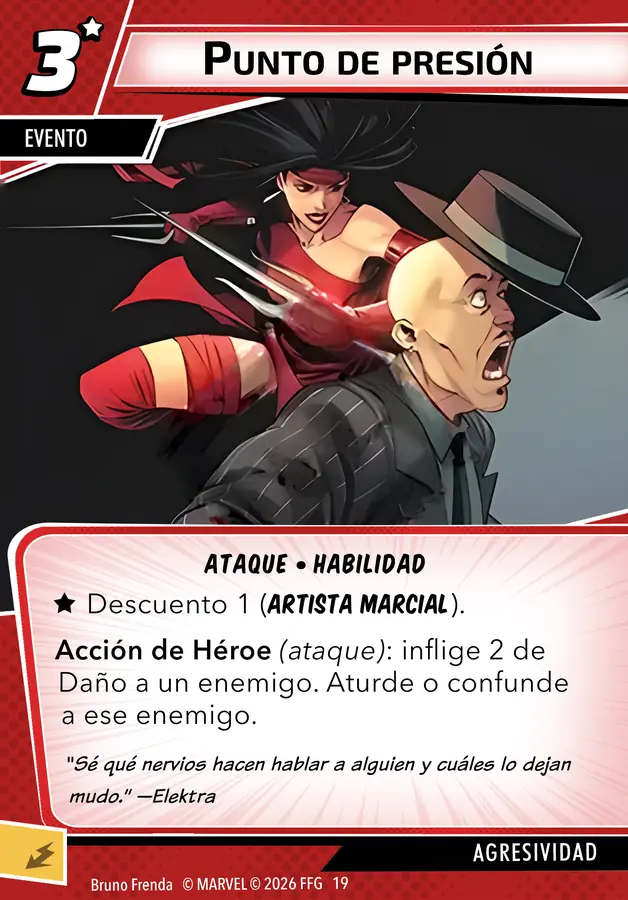 3
PUNTO DE PRESIÓN
EVENTO
ATAQUE • HABILIDAD
★ Descuento 1 (ARTISTA MARCIAL).
Acción de Héroe (ataque): inflige 2 de
Daño a un enemigo. Aturde o confunde
a ese enemigo.
"Sé qué nervios hacen hablar a alguien y cuáles lo dejan
mudo." —Elektra
AGRESIVIDAD
Bruno Frenda © MARVEL © 2026 FFG 19